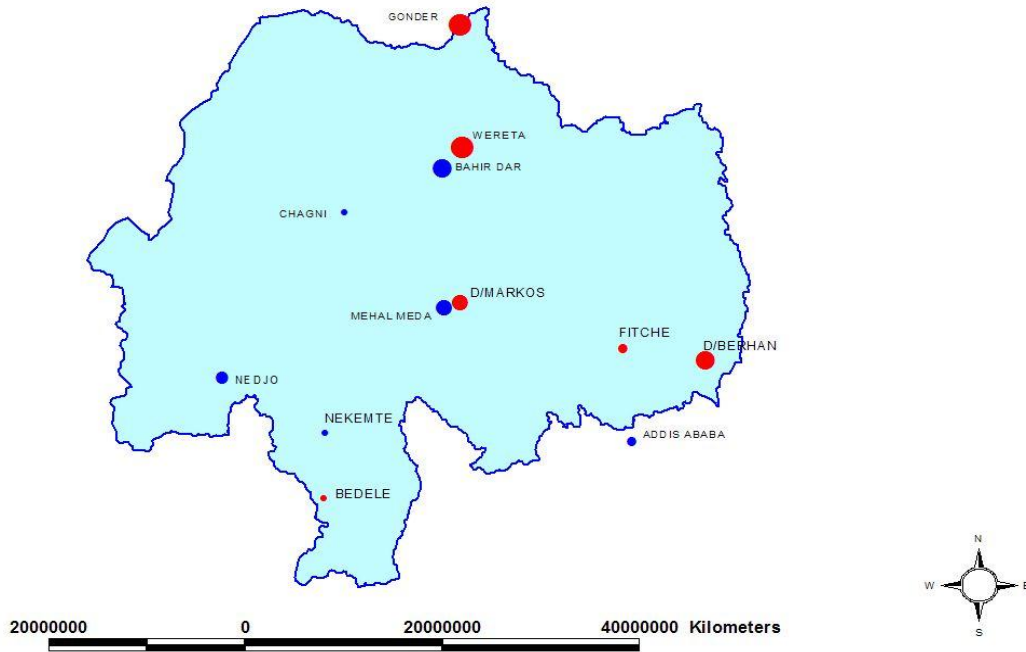 GONDER
WERETA
BAHIR DAR
CHAGNI
D/MARKOS
MEHAL MEDA
FITCHE
D/BERHAN
NEDJO
NEKEMTE
ADDIS ABABA
BEDELE
N
W E
S
20000000 0 20000000 40000000 Kilometers